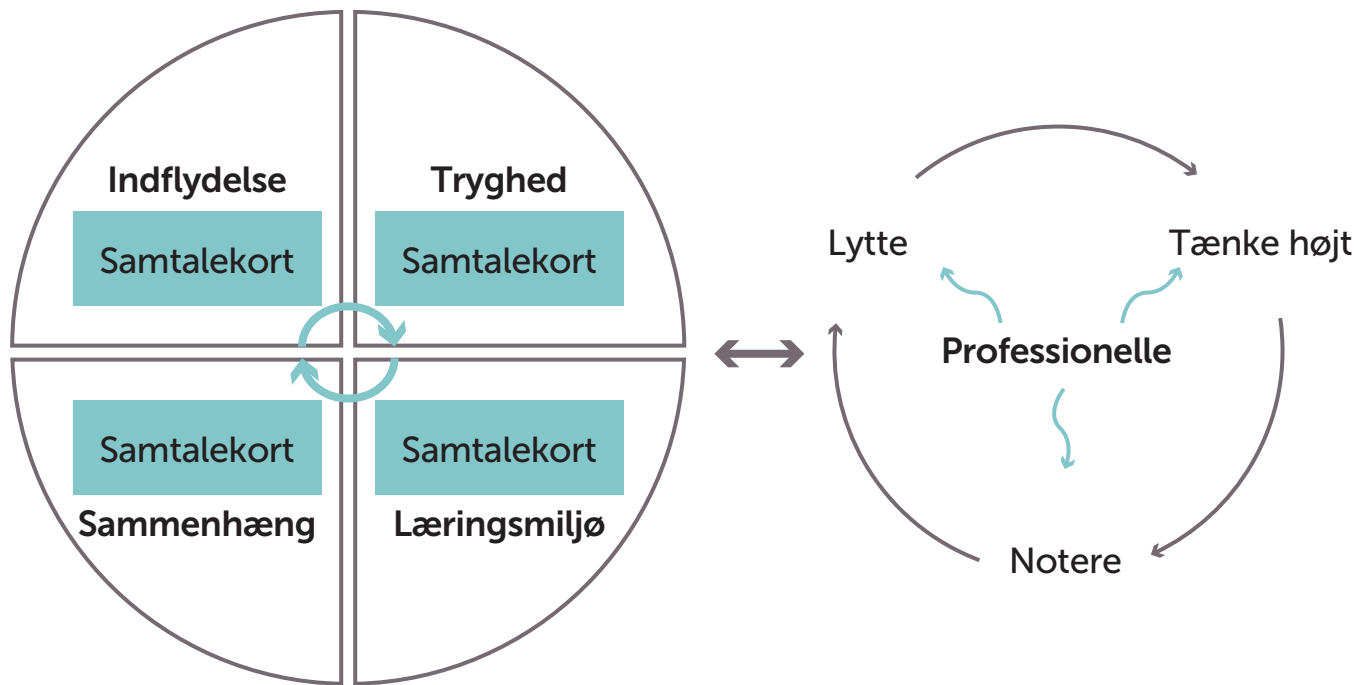 Indflydelse
Samtalekort
Tryghed
Samtalekort
Samtalekort
Sammenhæng
Samtalekort
Læringsmiljø
Lytte
Tænke højt
Professionelle
Notere